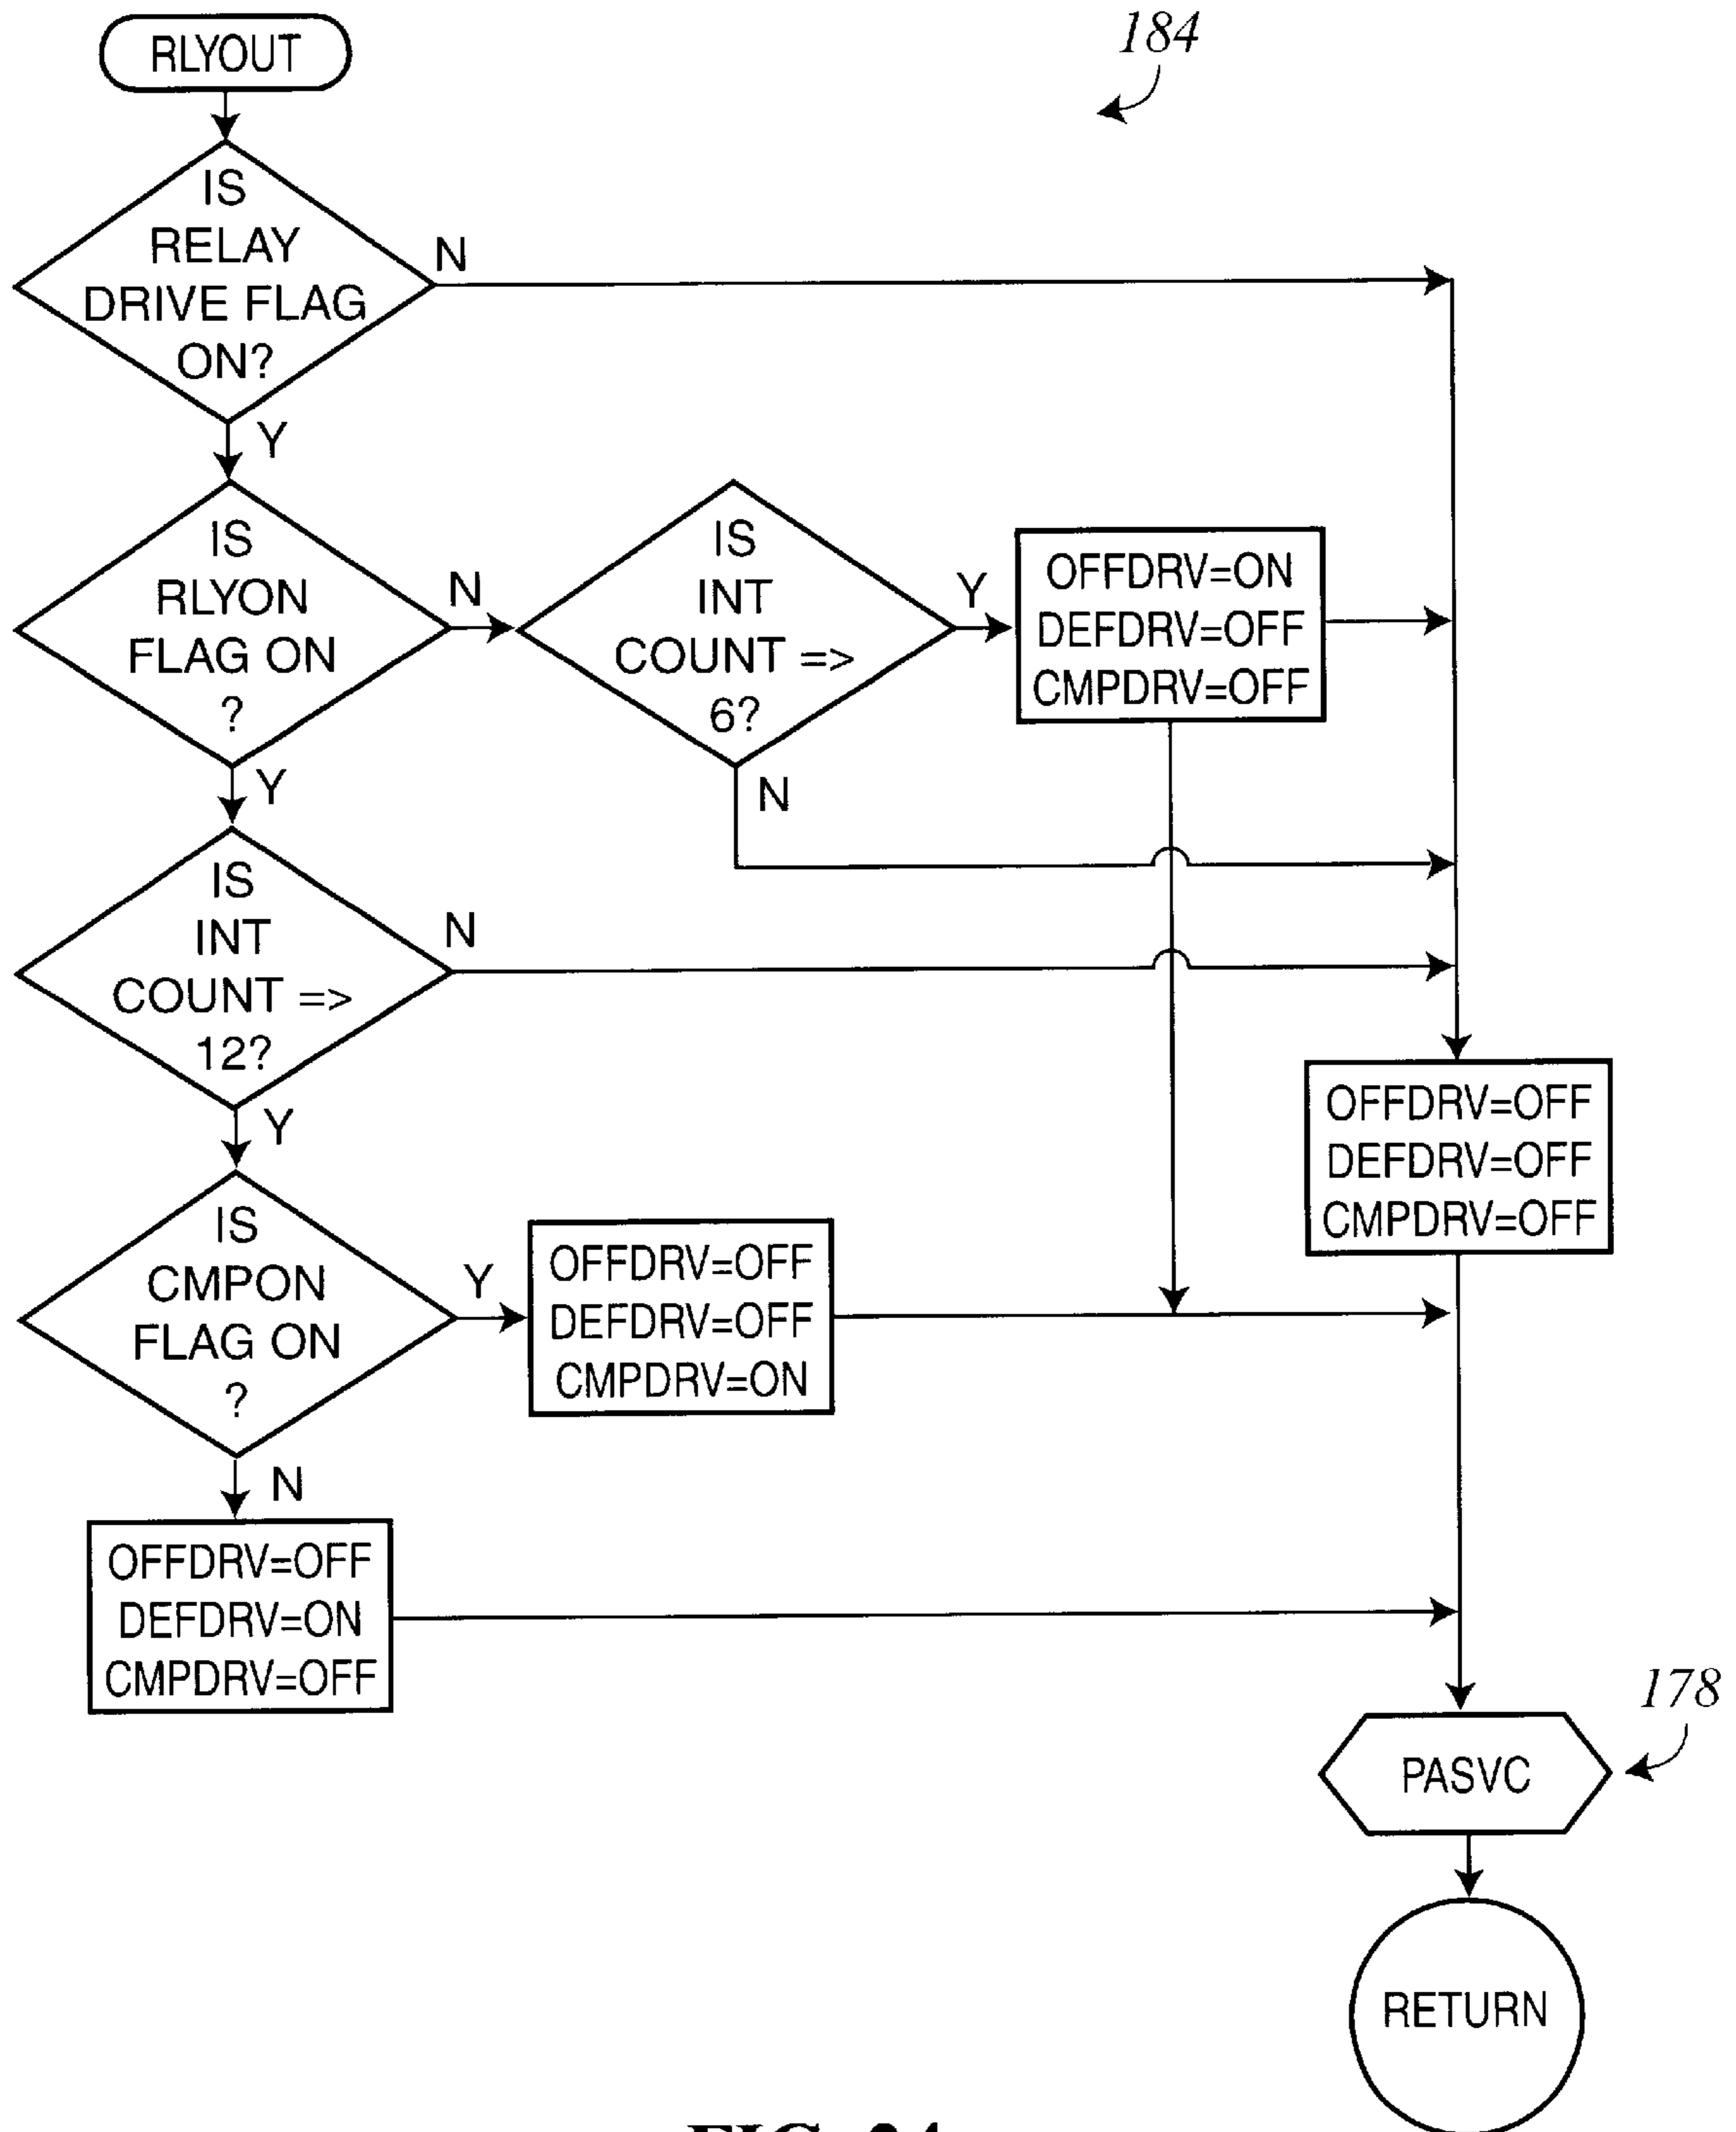 RLYOUT
184
IS
RELAY
DRIVE FLAG
ON?
N
Y
IS
RLYON
FLAG ON
?
N
Y
IS
INT
COUNT =>
6?
Y
N
OFFDRV=ON
DEFDRV=OFF
CMPDRV=OFF
IS
INT
COUNT =>
12?
N
Y
OFFDRV=OFF
DEFDRV=OFF
CMPDRV=OFF
IS
CMPON
FLAG ON
?
Y
N
OFFDRV=OFF
DEFDRV=OFF
CMPDRV=ON
OFFDRV=OFF
DEFDRV=ON
CMPDRV=OFF
178
PASVC
RETURN